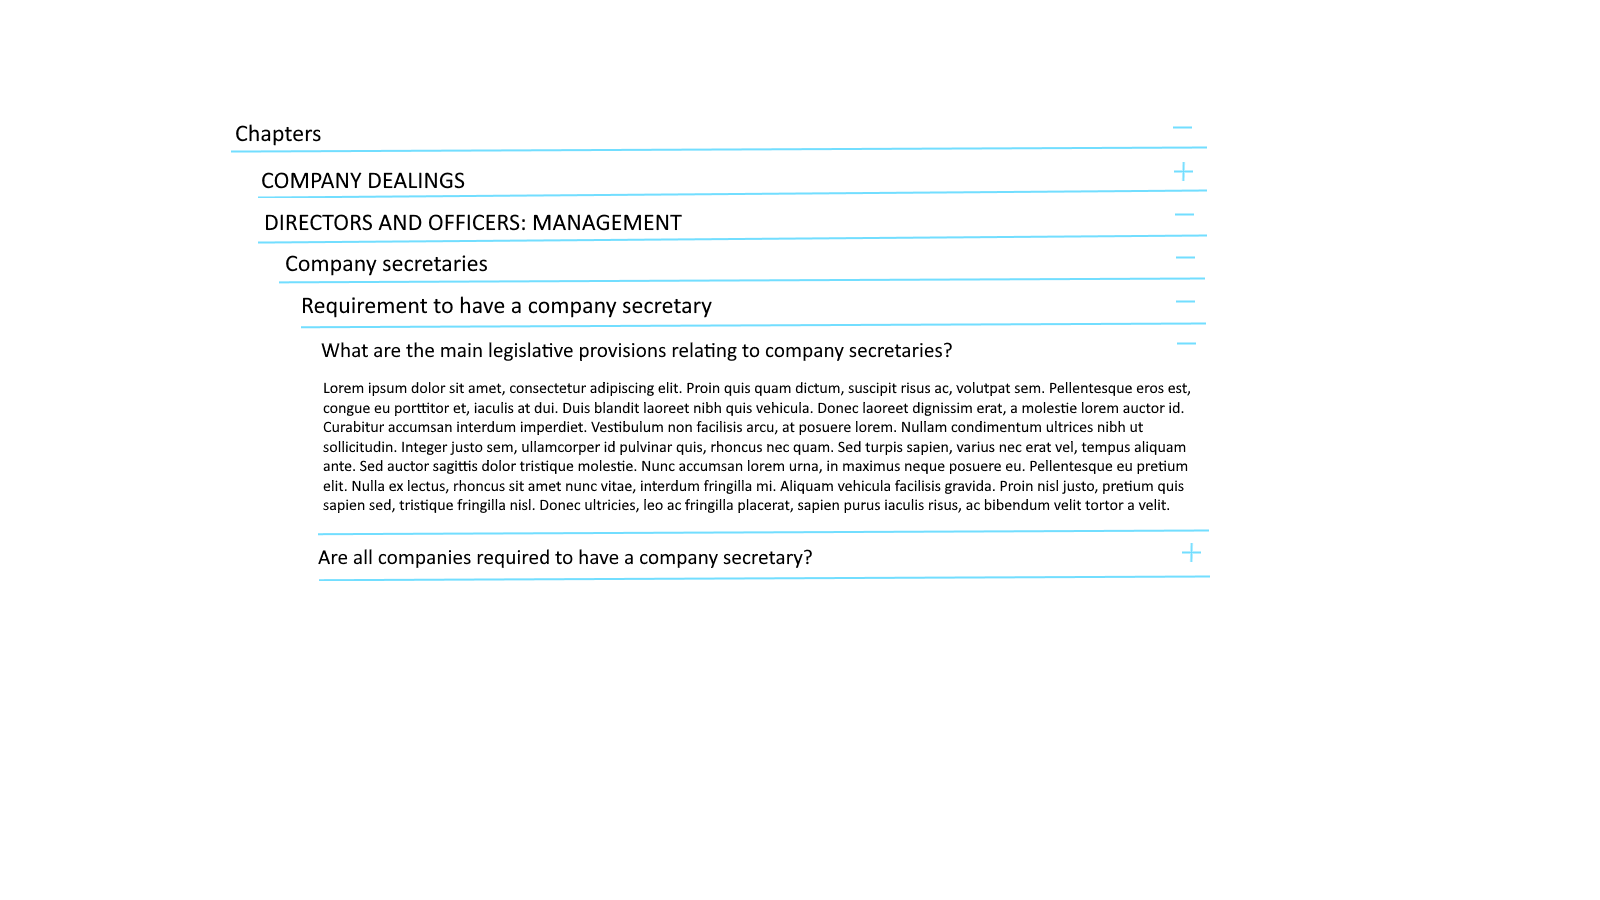 Chapters
COMPANY DEALINGS
DIRECTORS AND OFFICERS: MANAGEMENT
Company secretaries
Requirement to have a company secretary
What are the main legislative provisions relating to company secretaries?
Lorem ipsum dolor sit amet, consectetur adipiscing elit. Proin quis quam dictum, suscipit risus ac, volutpat sem. Pellentesque eros est,
congue eu porttitor et, iaculis at dui. Duis blandit laoreet nibh quis vehicula. Donec laoreet dignissim erat, a molestie lorem auctor id.
Curabitur accumsan interdum imperdiet. Vestibulum non facilisis arcu, at posuere lorem. Nullam condimentum ultrices nibh ut
sollicitudin. Integer justo sem, ullamcorper id pulvinar quis, rhoncus nec quam. Sed turpis sapien, varius nec erat vel, tempus aliquam
ante. Sed auctor sagittis dolor tristique molestie. Nunc accumsan lorem urna, in maximus neque posuere eu. Pellentesque eu pretium
elit. Nulla ex lectus, rhoncus sit amet nunc vitae, interdum fringilla mi. Aliquam vehicula facilisis gravida. Proin nisl justo, pretium quis
sapien sed, tristique fringilla nisl. Donec ultricies, leo ac fringilla placerat, sapien purus iaculis risus, ac bibendum velit tortor a velit.
Are all companies required to have a company secretary?